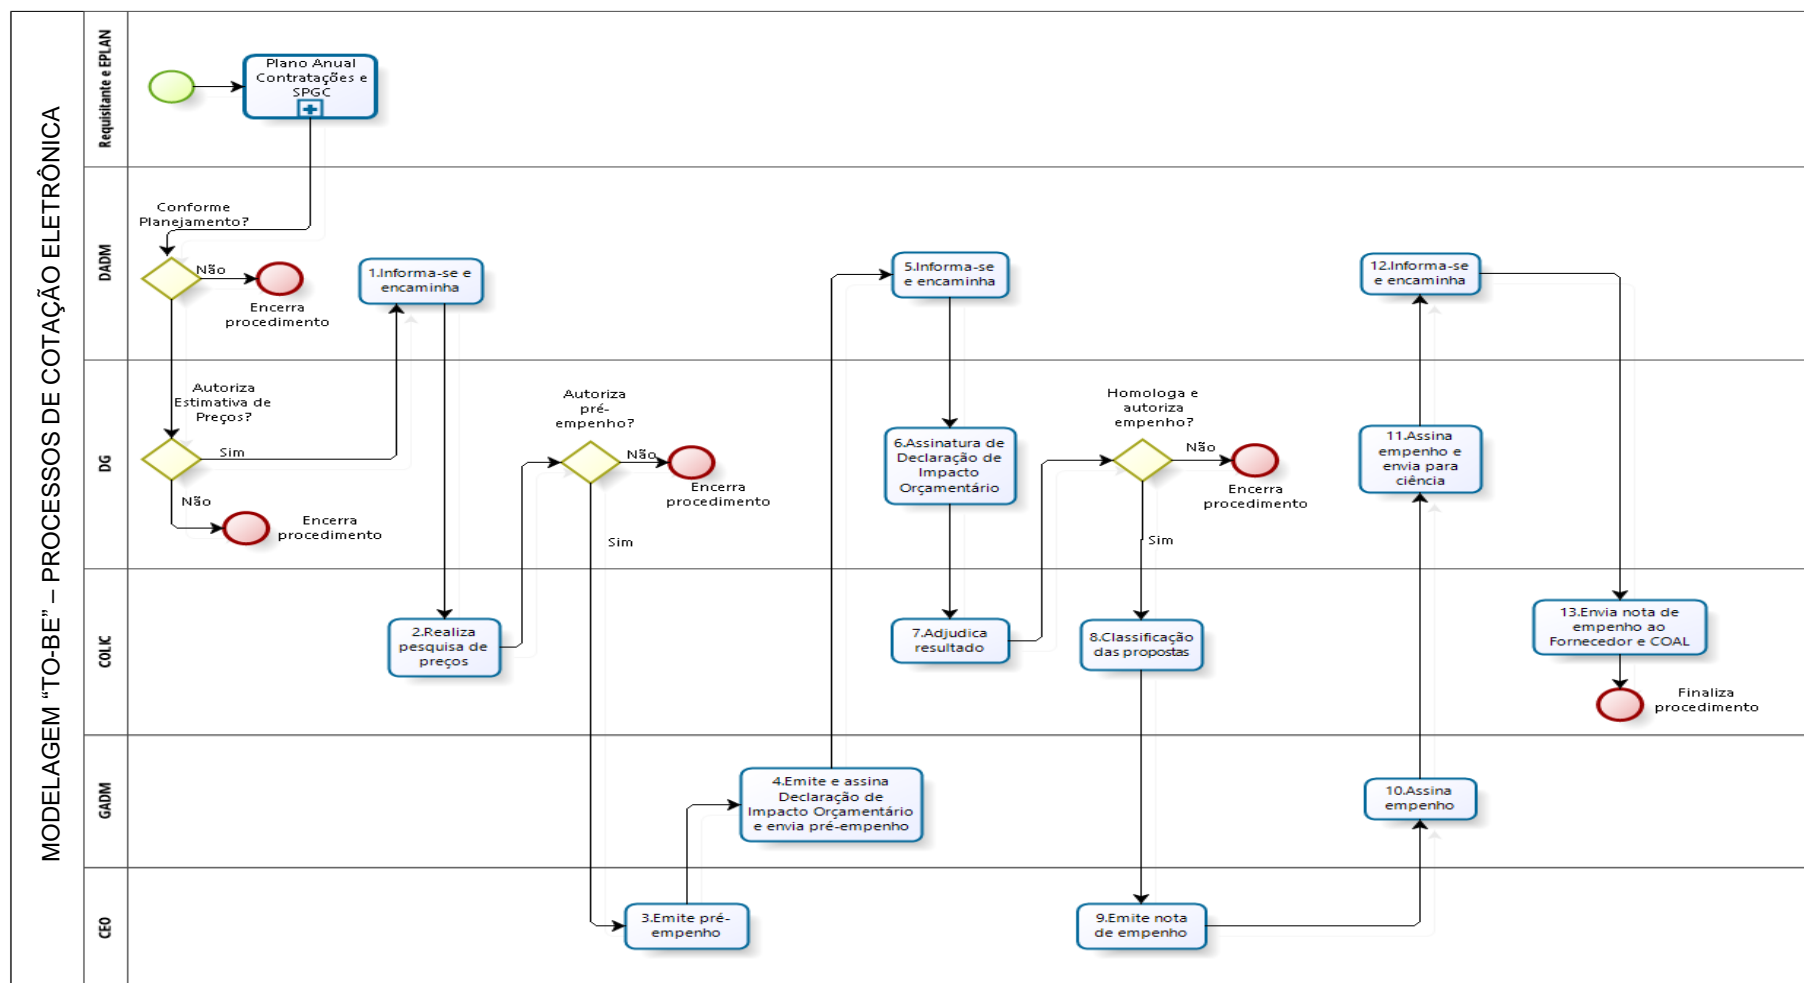 MODELAGEM “TO-BE” – PROCESSOS DE COTAÇÃO ELETRÔNICA
Requisitante e EPLAN
Plano Anual
Contratações e
SPGC
DADM
Conforme
Planejamento?
Não
Encerra
procedimento
1.Informa-se e
encaminha
5.Informa-se
e encaminha
12.Informa-se
e encaminha
DG
Autoriza
Estimativa de
Preços?
Sim
Não
Encerra
procedimento
Autoriza
pré-
empenho?
Não
Encerra
procedimento
Sim
6.Assinatura de
Declaração de
Impacto
Orçamentário
Homologa e
autoriza
empenho?
Não
Encerra
procedimento
Sim
11.Assina
empenho e
envia para
ciência
COLIC
2.Realiza
pesquisa de
preços
7.Adjudica
resultado
8.Classificação
das propostas
13.Envia nota de
empenho ao
Fornecedor e COAL
Finaliza
procedimento
GADM
4.Emite e assina
Declaração de
Impacto Orçamentário
e envia pré-empenho
10.Assina
empenho
CEO
3.Emite pré-
empenho
9.Emite nota
de empenho